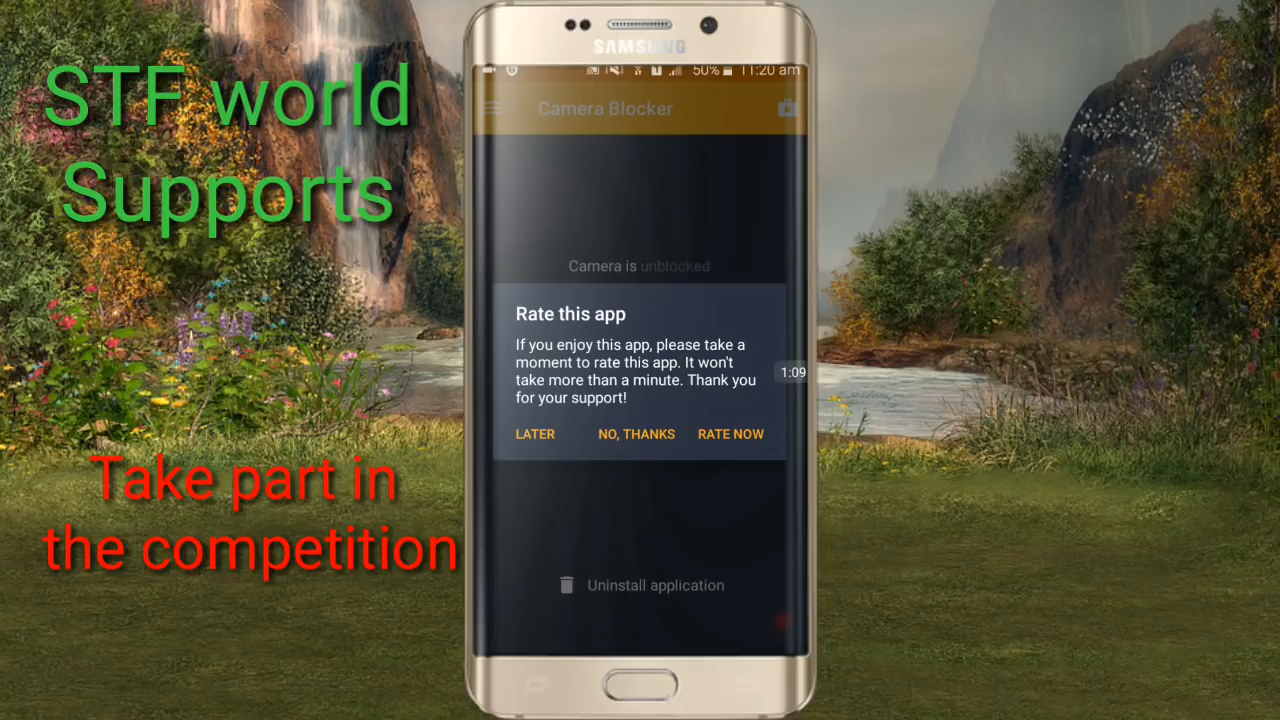 STF world
Supports
Take part in
the competition
SAMSUNG
50% 11:20 am
Camera Blocker
Camera is unblocked
Rate this app
If you enjoy this app, please take a
moment to rate this app. It won't
take more than a minute. Thank you
for your support!
1:09
LATER NO, THANKS RATE NOW
Uninstall application